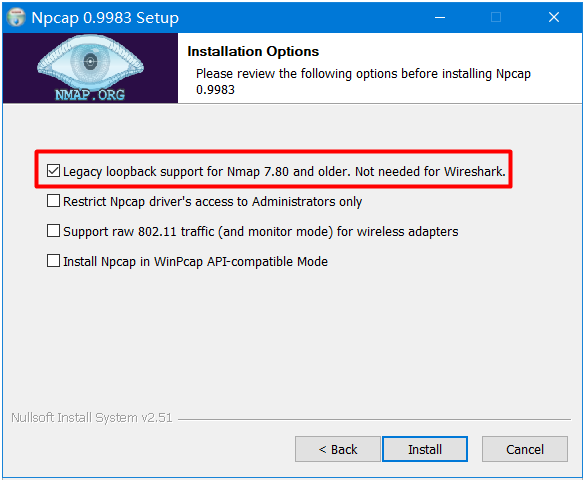 Npcap 0.9983 Setup
NMAP.ORG
Installation Options
Please review the following options before installing Npcap
0.9983
Legacy loopback support for Nmap 7.80 and older. Not needed for Wireshark.
Restrict Npcap driver's access to Administrators only
Support raw 802.11 traffic (and monitor mode) for wireless adapters
Install Npcap in WinPcap API-compatible Mode
Nullsoft Install System v2.51
< Back
Install
Cancel